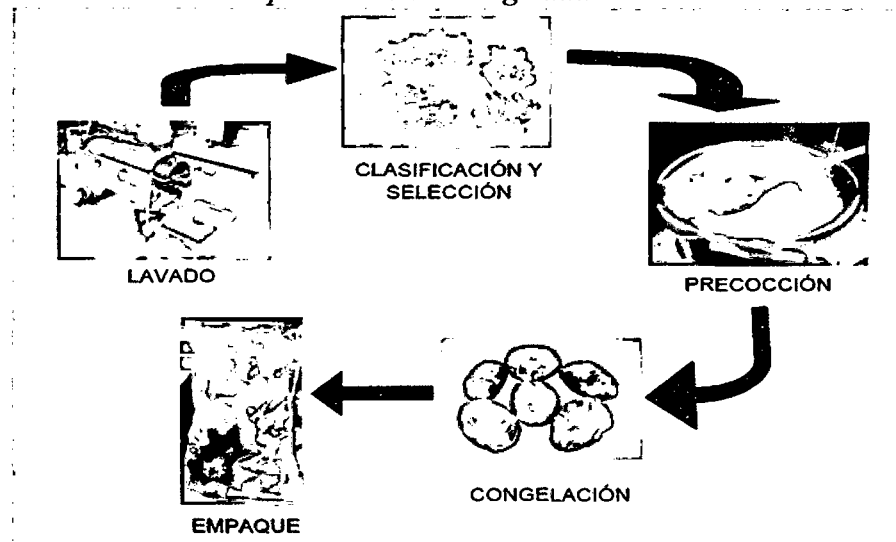 LAVADO
CLASIFICACIÓN Y
SELECCIÓN
PRECOCCIÓN
CONGELACIÓN
EMPAQUE